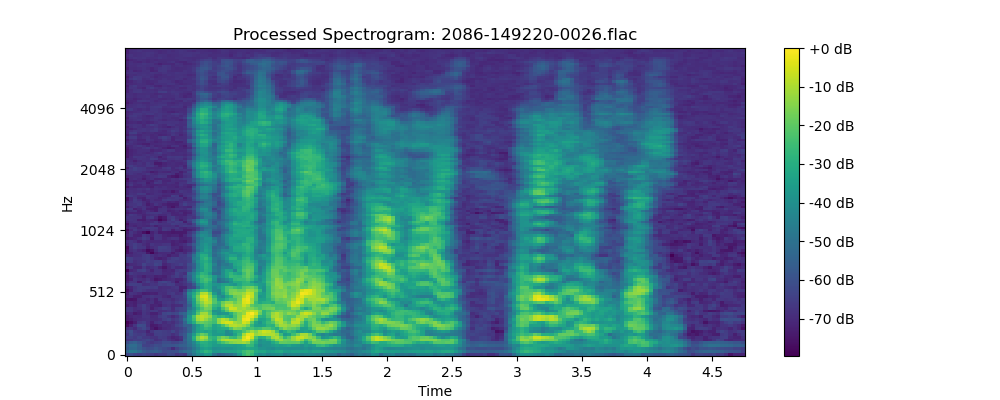 Processed Spectrogram: 2086-149220-0026.flac
Hz
4096
2048
1024
512
0
0
0.5
1
1.5
2
2.5
3
3.5
4
4.5
Time
+0 dB
-10 dB
-20 dB
-30 dB
-40 dB
-50 dB
-60 dB
-70 dB